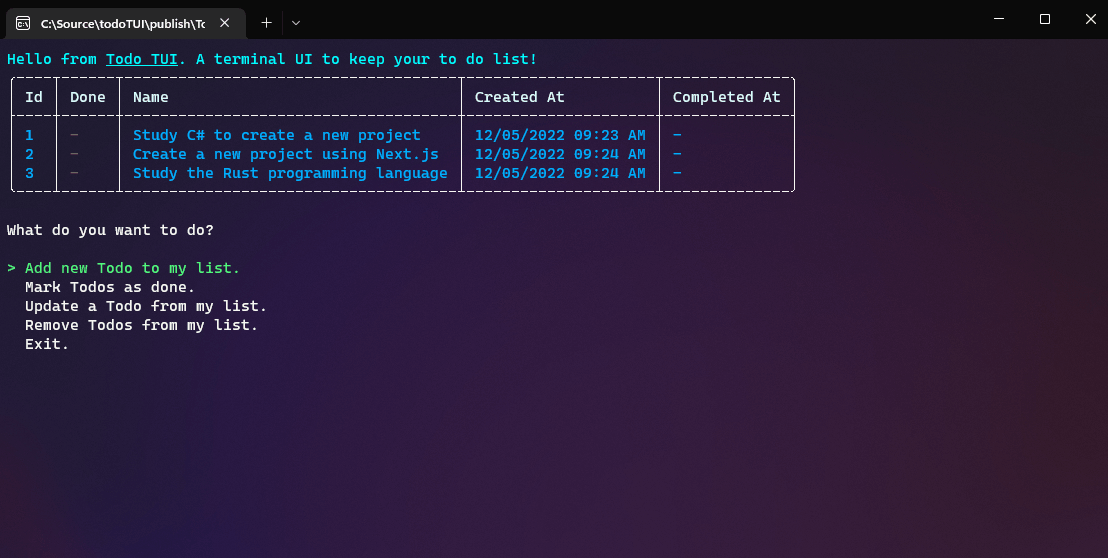 C:\Source\todoTUI\publish\To
Hello from Todo TUI. A terminal UI to keep your to do list!
Id Done Name Created At Completed At
1 - Study C# to create a new project 12/05/2022 09:23 AM -
2 - Create a new project using Next.js 12/05/2022 09:24 AM -
3 - Study the Rust programming language 12/05/2022 09:24 AM -
What do you want to do?
> Add new Todo to my list.
Mark Todos as done.
Update a Todo from my list.
Remove Todos from my list.
Exit.